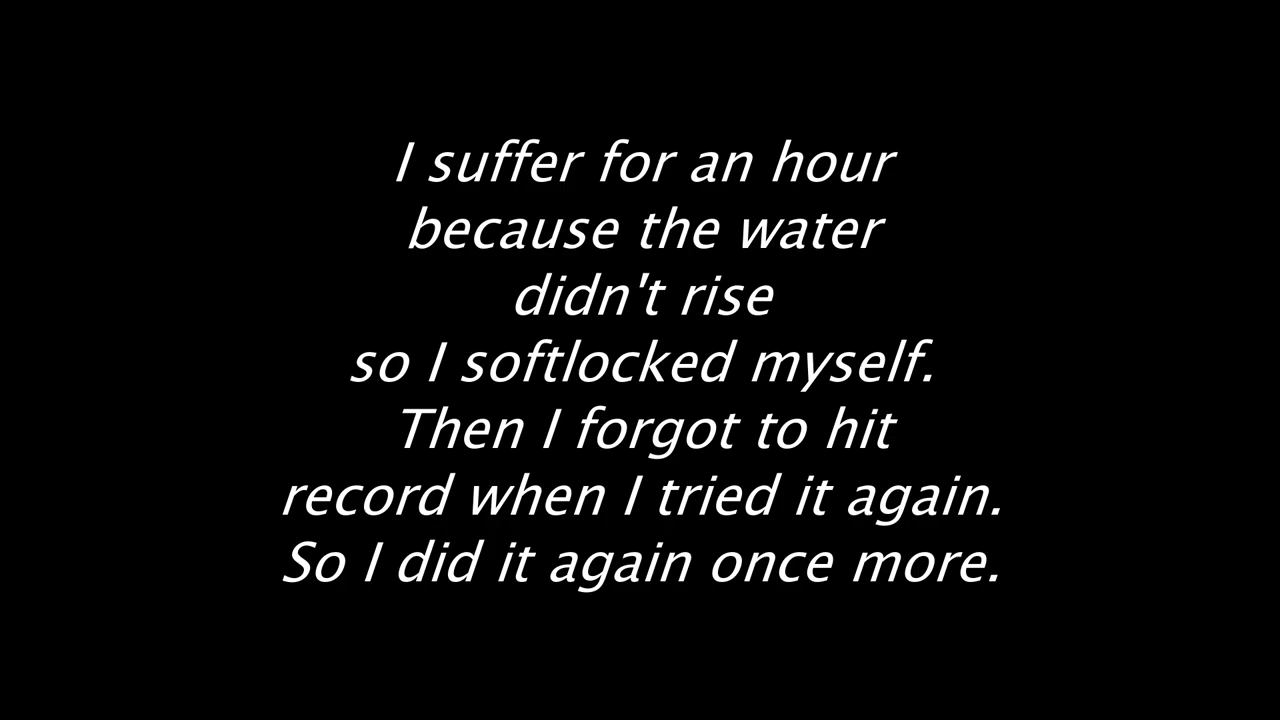 I suffer for an hour
because the water
didn't rise
so I softlocked myself.
Then I forgot to hit
record when I tried it again.
So I did it again once more.